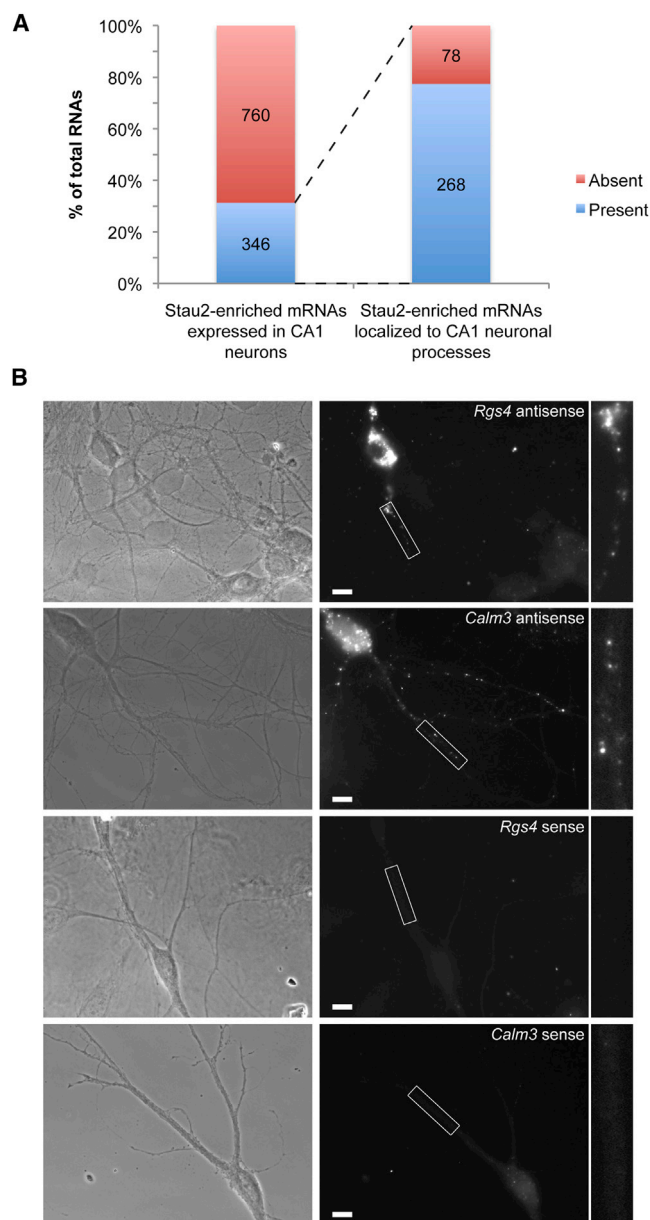 A
% of total RNAs
100%
80%
60%
40%
20%
0%
760
346
78
268
Absent
Present
Stau2-enriched mRNAs
expressed in CA1
neurons
Stau2-enriched mRNAs
localized to CA1 neuronal
processes
B
Rgs4 antisense
Calm3 antisense
Rgs4 sense
Calm3 sense